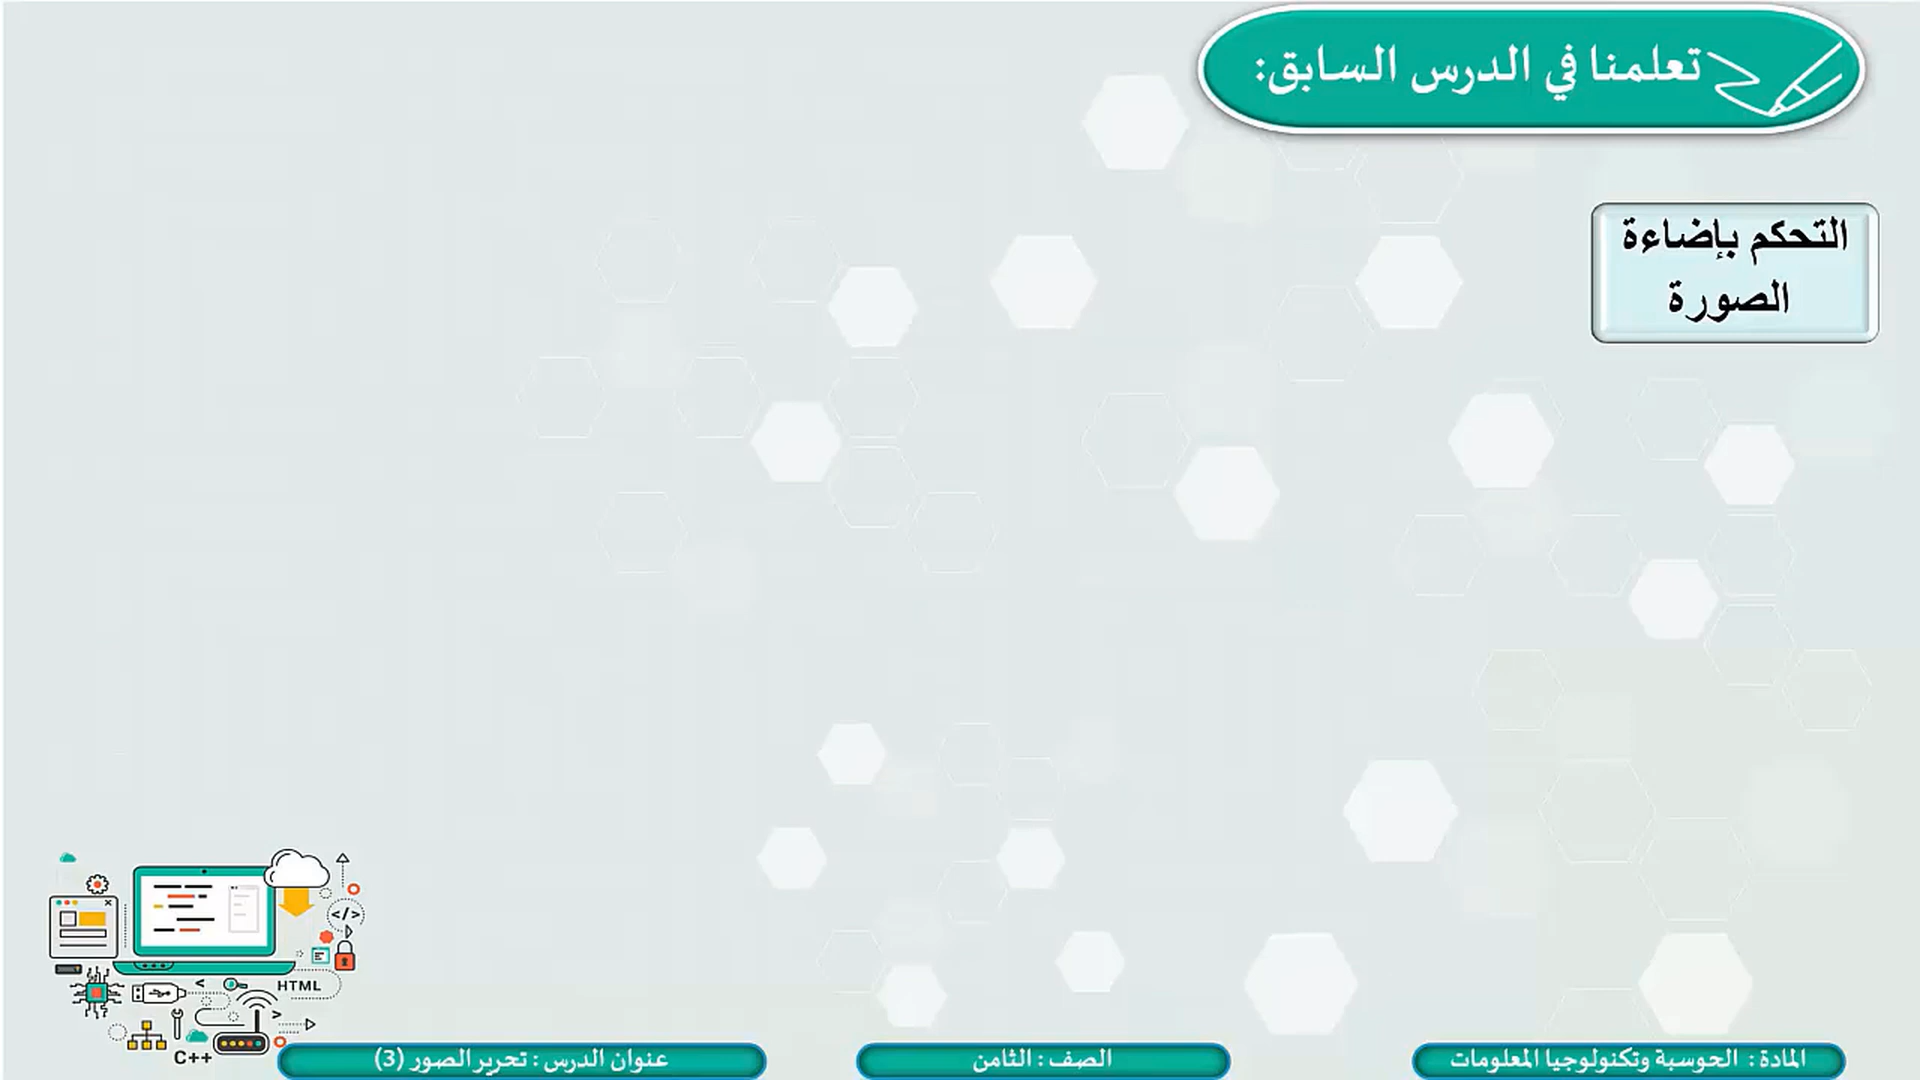 تعلمنا في الدرس السابق:
التحكم بإضاءة
الصورة
</>
HTML
C++
المادة : الحوسبة وتكنولوجيا المعلومات
الصف : الثامن
عنوان الدرس : تحرير الصور (3)